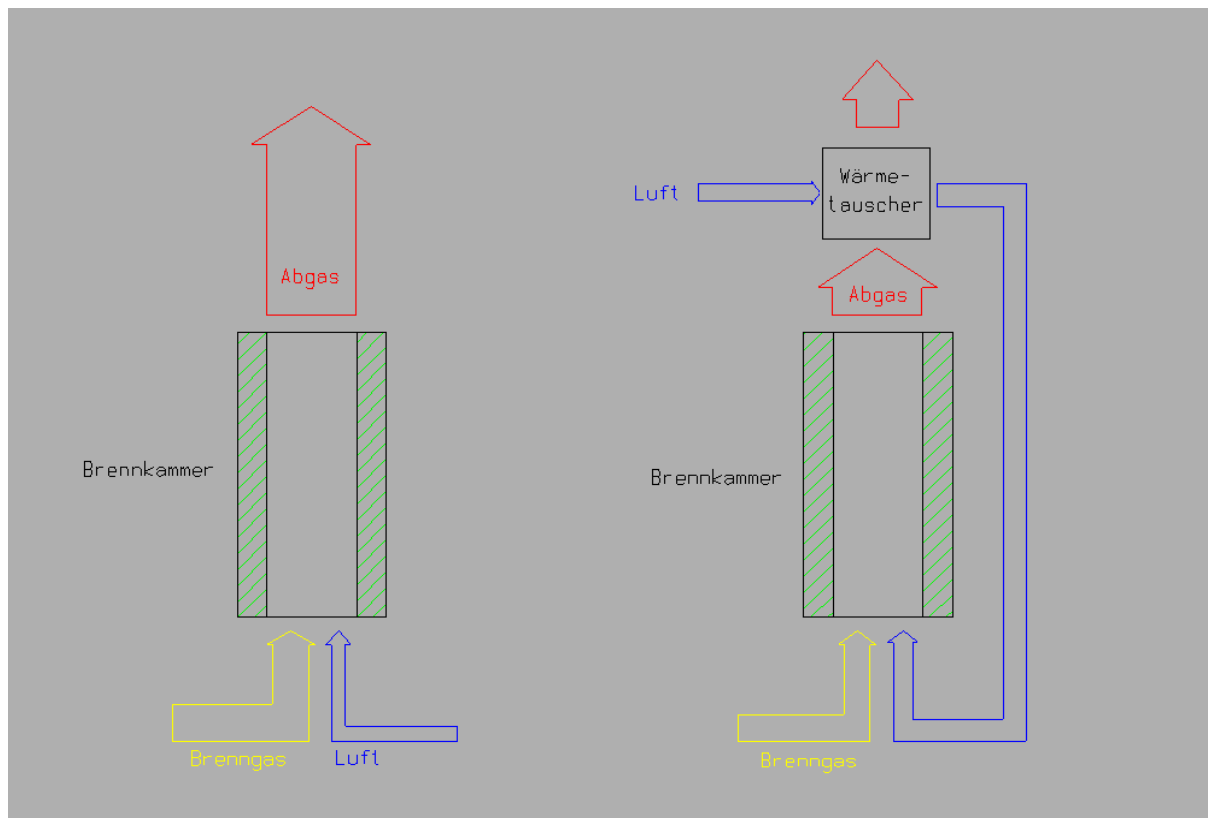 Abgas
Brennkammer
Brenngas
Luft
Luft
Wärme-
tauscher
Abgas
Brennkammer
Brenngas